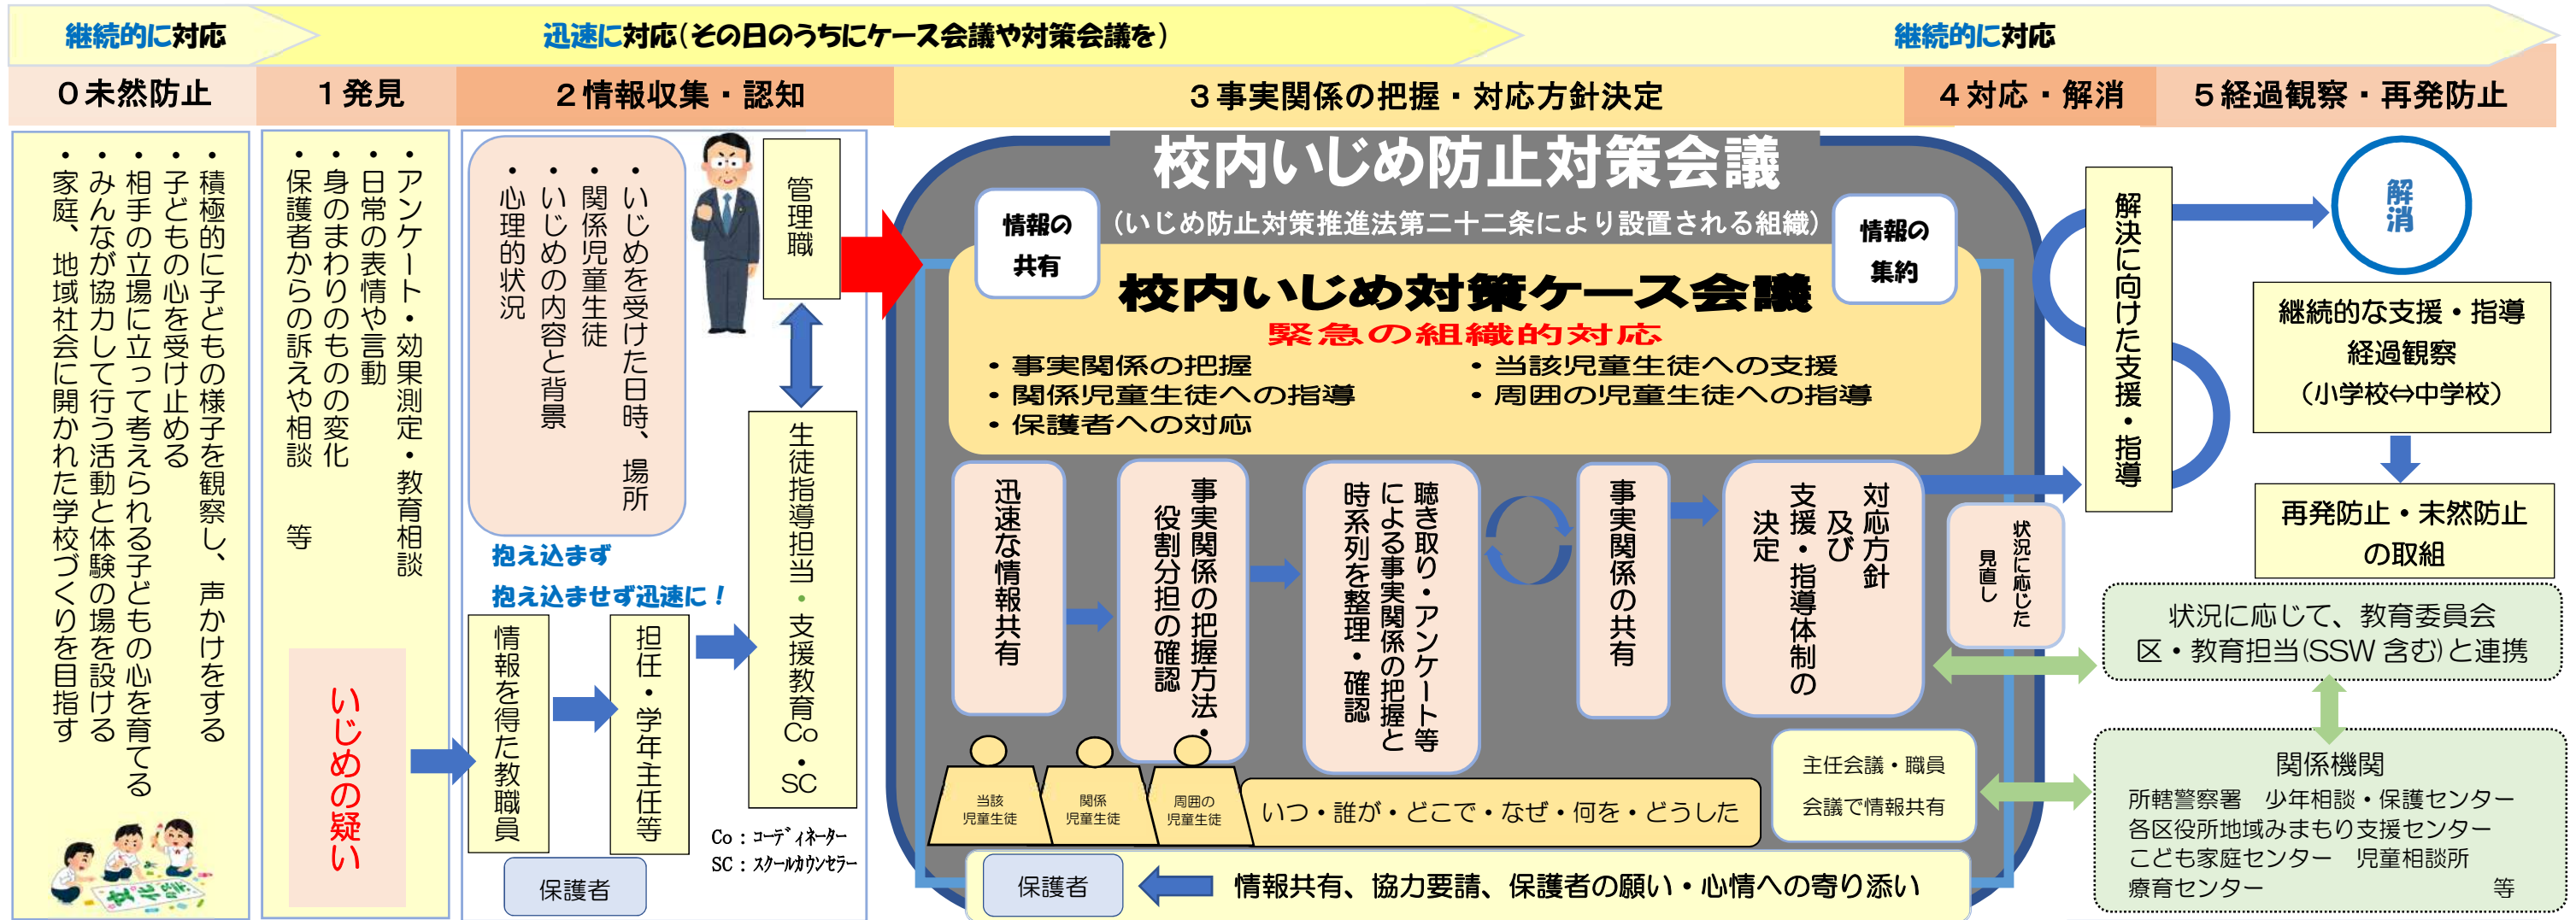 継続的に対応
迅速に対応(その日のうちにケース会議や対策会議を)
継続的に対応
0未然防止
1発見
2情報収集・認知
3事実関係の把握・対応方針決定
4対応・解消
5経過観察・再発防止
・積極的に子どもの様子を観察し、声かけをする
・子どもの心を受け止める
・相手の立場に立って考えられる子どもの心を育てる
・みんなが協力して行う活動と体験の場を設ける
・家庭、地域社会に開かれた学校づくりを目指す
・アンケート・効果測定・教育相談
・日常の表情や言動
・身のまわりのものの変化
・保護者からの訴えや相談 等
いじめの疑い
・いじめを受けた日時、場所
・関係児童生徒
・いじめの内容と背景
・心理的状況
抱え込まず
抱え込ませず迅速に！
情報を得た教職員
担任・学年主任等
保護者
管理職
生徒指導担当・支援教育Co・SC
Co：コーディネーター
SC：スクールカウンセラー
校内いじめ防止対策会議
(いじめ防止対策推進法第二十二条により設置される組織)
情報の
共有
情報の
集約
校内いじめ対策ケース会議
緊急の組織的対応
・事実関係の把握
・関係児童生徒への指導
・保護者への対応
・当該児童生徒への支援
・周囲の児童生徒への指導
迅速な情報共有
事実関係の把握方法・
役割分担の確認
聴き取り・アンケート等
による事実関係の把握と
時系列を整理・確認
事実関係の共有
対応方針
及び
支援・指導体制の
決定
当該
児童生徒
関係
児童生徒
周囲の
児童生徒
いつ・誰が・どこで・なぜ・何を・どうした
主任会議・職員
会議で情報共有
保護者
情報共有、協力要請、保護者の願い・心情への寄り添い
状況に応じた
見直し
解決に向けた支援・指導
解消
継続的な支援・指導
経過観察
(小学校⇔中学校)
再発防止・未然防止
の取組
状況に応じて、教育委員会
区・教育担当(SSW 含む)と連携
関係機関
所轄警察署 少年相談・保護センター
各区役所地域みまもり支援センター
こども家庭センター 児童相談所
療育センター 等